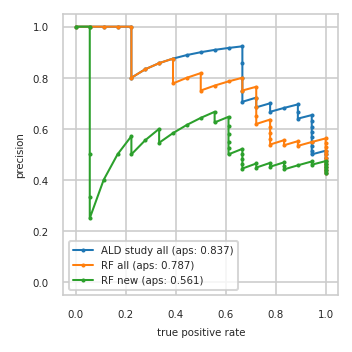 1.0
0.8
0.6
0.4
0.2
0.0
precision
ALD study all (aps: 0.837)
RF all (aps: 0.787)
RF new (aps: 0.561)
0.0 0.2 0.4 0.6 0.8 1.0
true positive rate